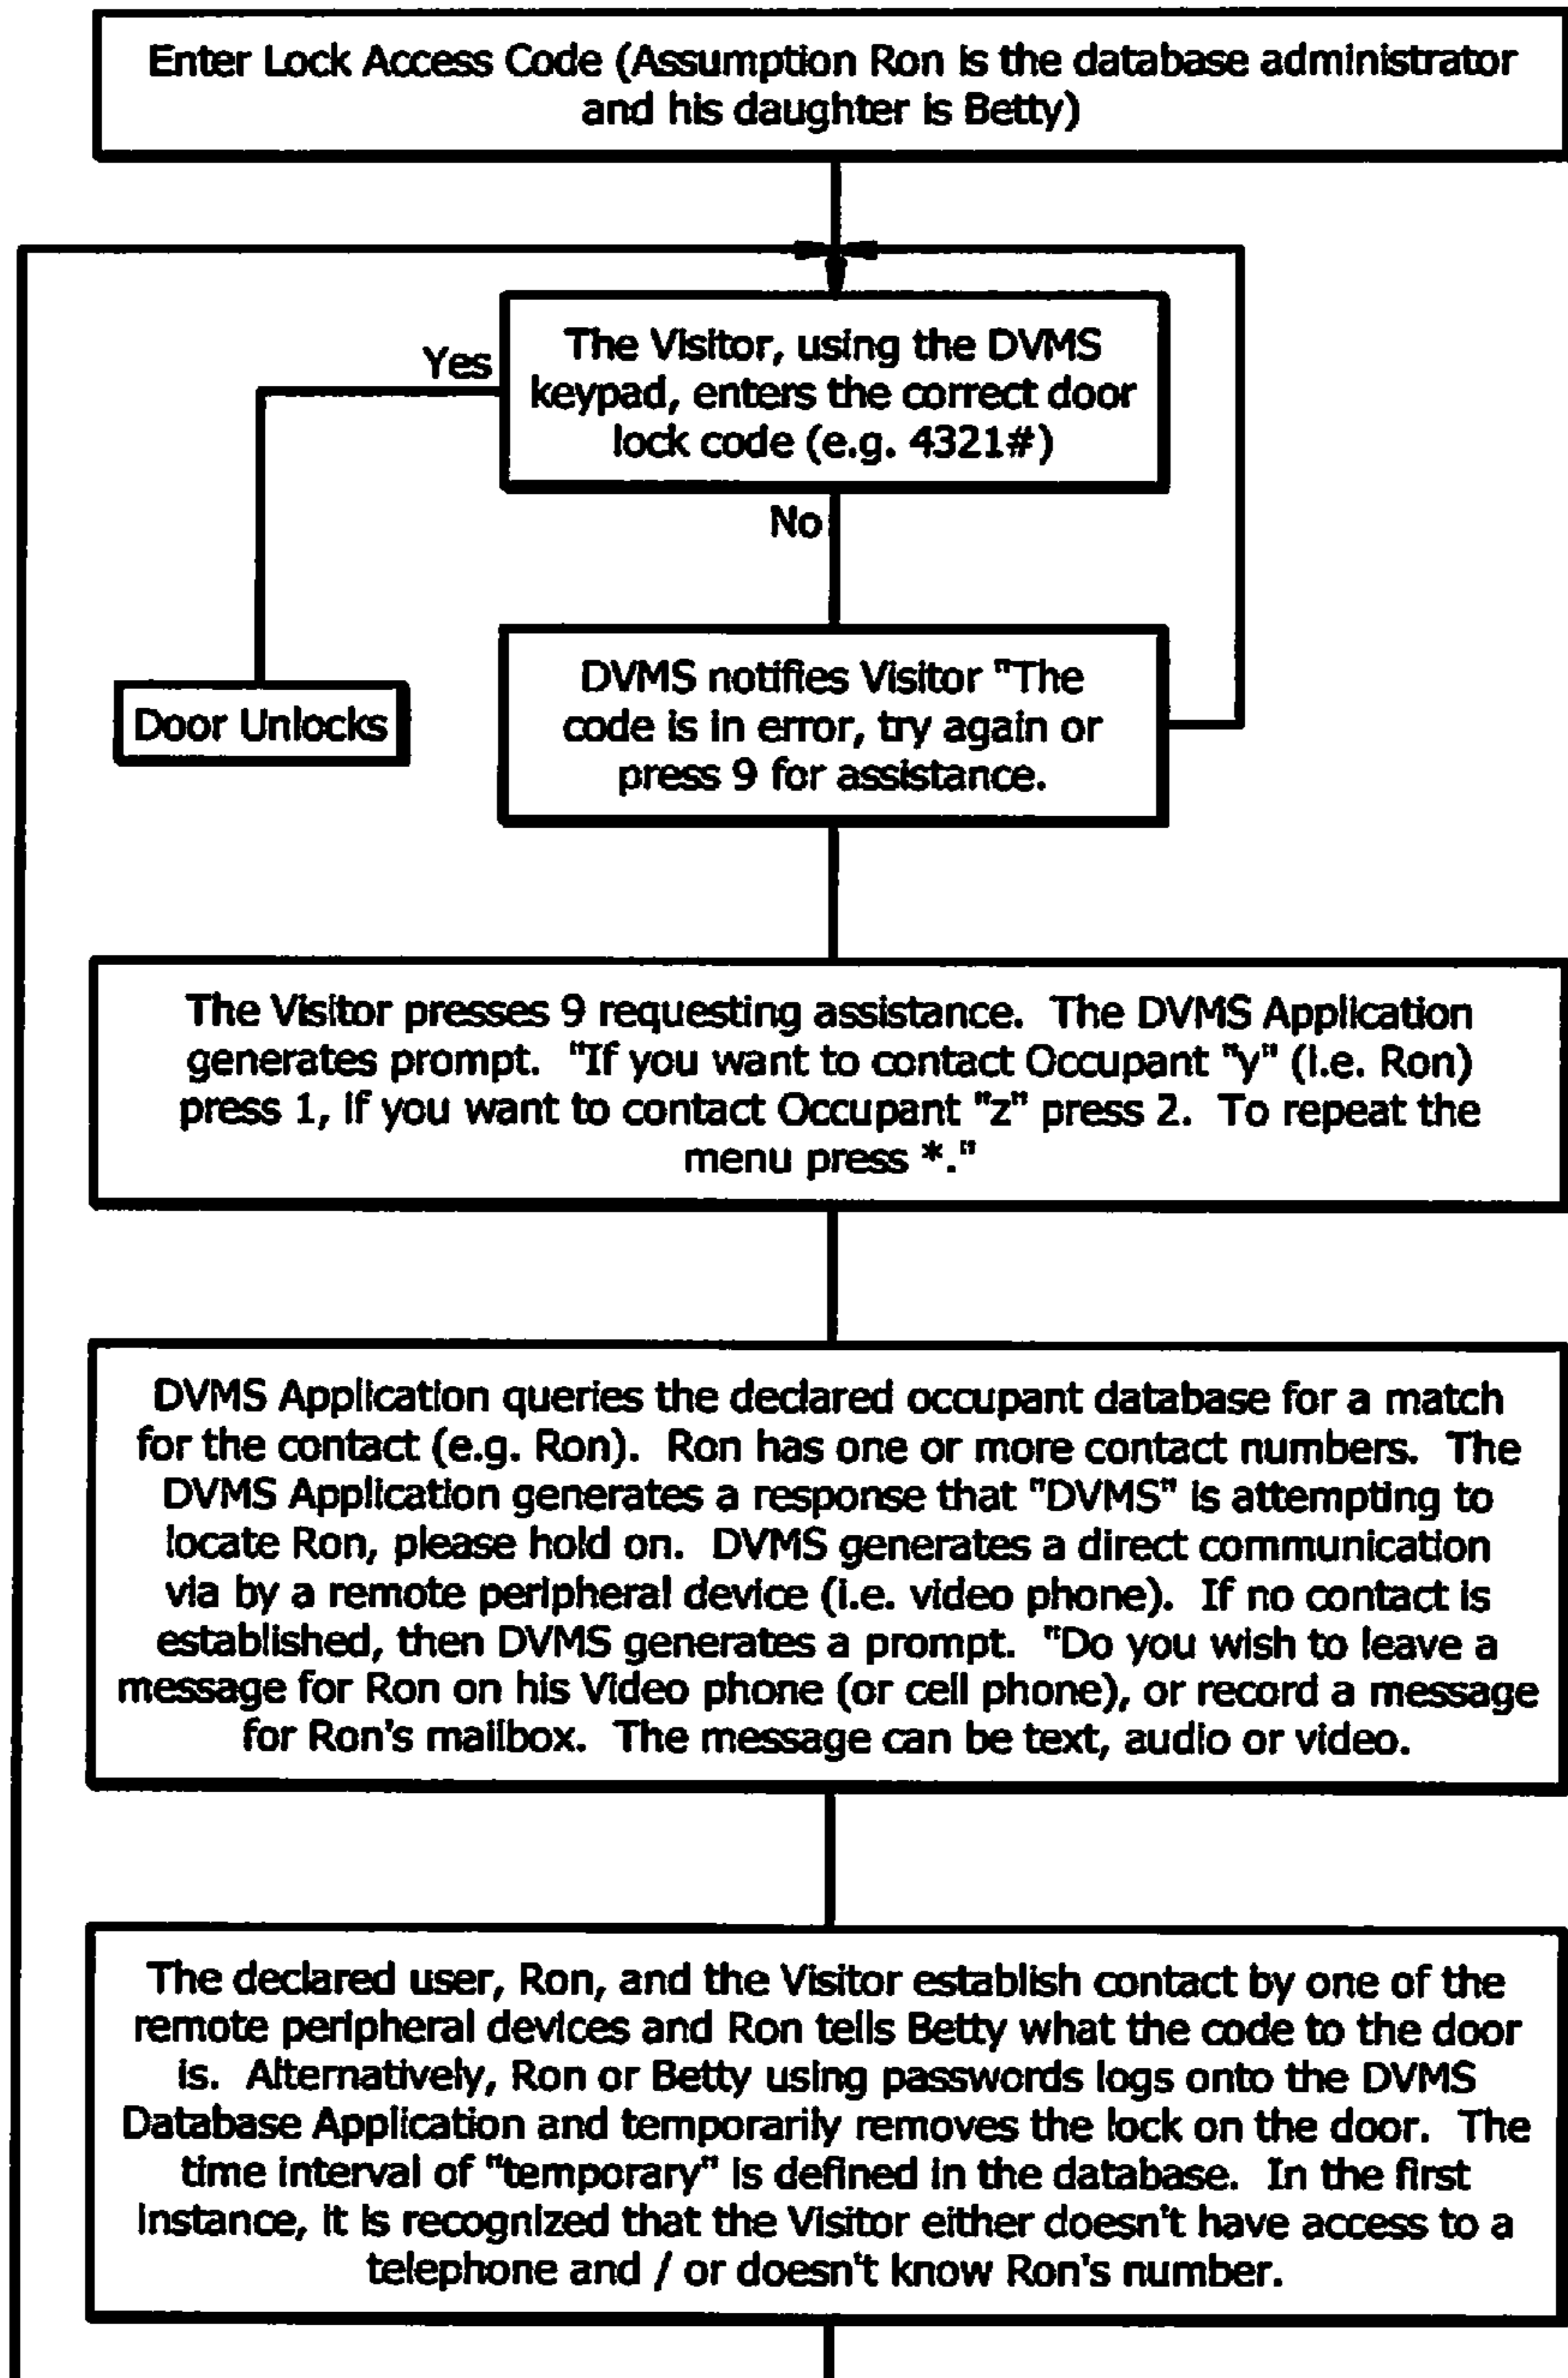 Enter Lock Access Code (Assumption Ron is the database administrator
and his daughter is Betty)
Yes
The Visitor, using the DVMS
keypad, enters the correct door
lock code (e.g. 4321#)
No
Door Unlocks
DVMS notifies Visitor "The
code is in error, try again or
press 9 for assistance.
The Visitor presses 9 requesting assistance. The DVMS Application
generates prompt. "If you want to contact Occupant "y" (i.e. Ron)
press 1, if you want to contact Occupant "z" press 2. To repeat the
menu press *."
DVMS Application queries the declared occupant database for a match
for the contact (e.g. Ron). Ron has one or more contact numbers. The
DVMS Application generates a response that "DVMS" is attempting to
locate Ron, please hold on. DVMS generates a direct communication
via by a remote peripheral device (i.e. video phone). If no contact is
established, then DVMS generates a prompt. "Do you wish to leave a
message for Ron on his Video phone (or cell phone), or record a message
for Ron's mailbox. The message can be text, audio or video.
The declared user, Ron, and the Visitor establish contact by one of the
remote peripheral devices and Ron tells Betty what the code to the door
is. Alternatively, Ron or Betty using passwords logs onto the DVMS
Database Application and temporarily removes the lock on the door. The
time interval of "temporary" is defined in the database. In the first
instance, it is recognized that the Visitor either doesn't have access to a
telephone and / or doesn't know Ron's number.